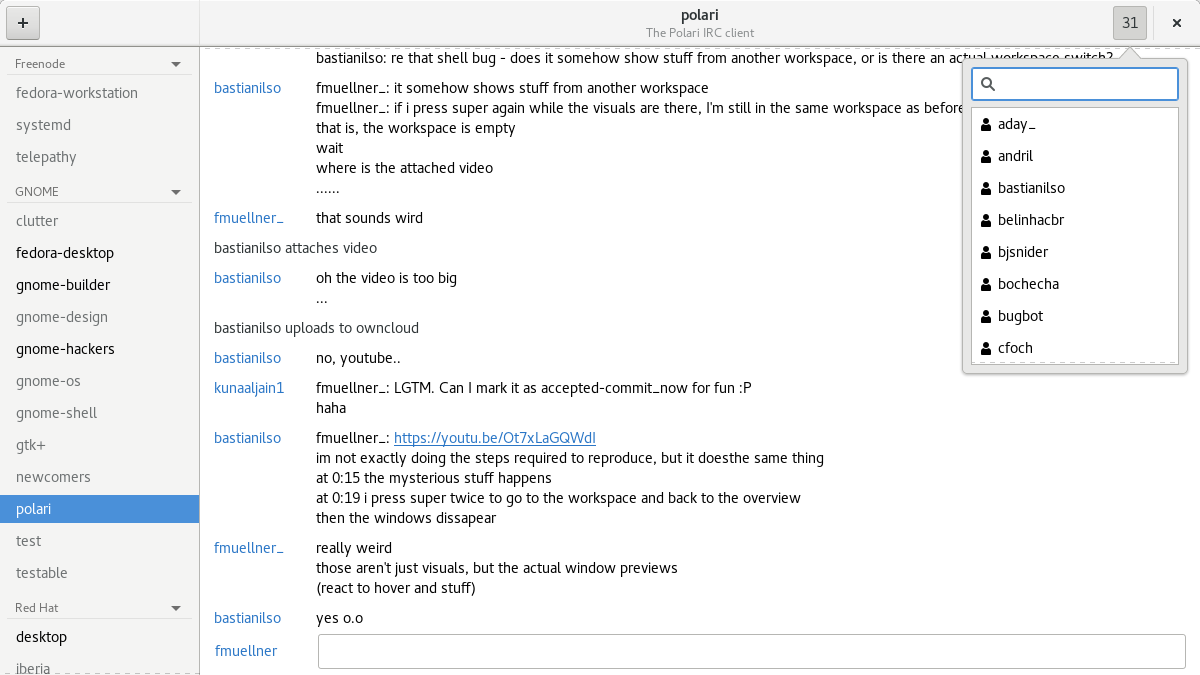 +
polari
The Polari IRC client
31
×
Freenode
fedora-workstation
systemd
telepathy
GNOME
clutter
fedora-desktop
gnome-builder
gnome-design
gnome-hackers
gnome-os
gnome-shell
gtk+
newcomers
polari
test
testable
Red Hat
desktop
iberia
bastianilso: re that shell bug - does it somehow show stuff from another workspace, or is there an actual workspace switch?
bastianilso fmuellner_: it somehow shows stuff from another workspace
fmuellner_: if i press super again while the visuals are there, I'm still in the same workspace as before
that is, the workspace is empty
wait
where is the attached video
......
fmuellner_ that sounds wird
bastianilso attaches video
bastianilso oh the video is too big
...
bastianilso uploads to owncloud
bastianilso no, youtube..
kunaaljain1 fmuellner_: LGTM. Can I mark it as accepted-commit_now for fun :P
haha
bastianilso fmuellner_: https://youtu.be/Ot7xLaGQWdI
im not exactly doing the steps required to reproduce, but it doesthe same thing
at 0:15 the mysterious stuff happens
at 0:19 i press super twice to go to the workspace and back to the overview
then the windows dissapear
fmuellner_ really weird
those aren't just visuals, but the actual window previews
(react to hover and stuff)
bastianilso yes o.o
fmuellner
aday_
andril
bastianilso
belinhacbr
bjsnider
bochecha
bugbot
cfoch